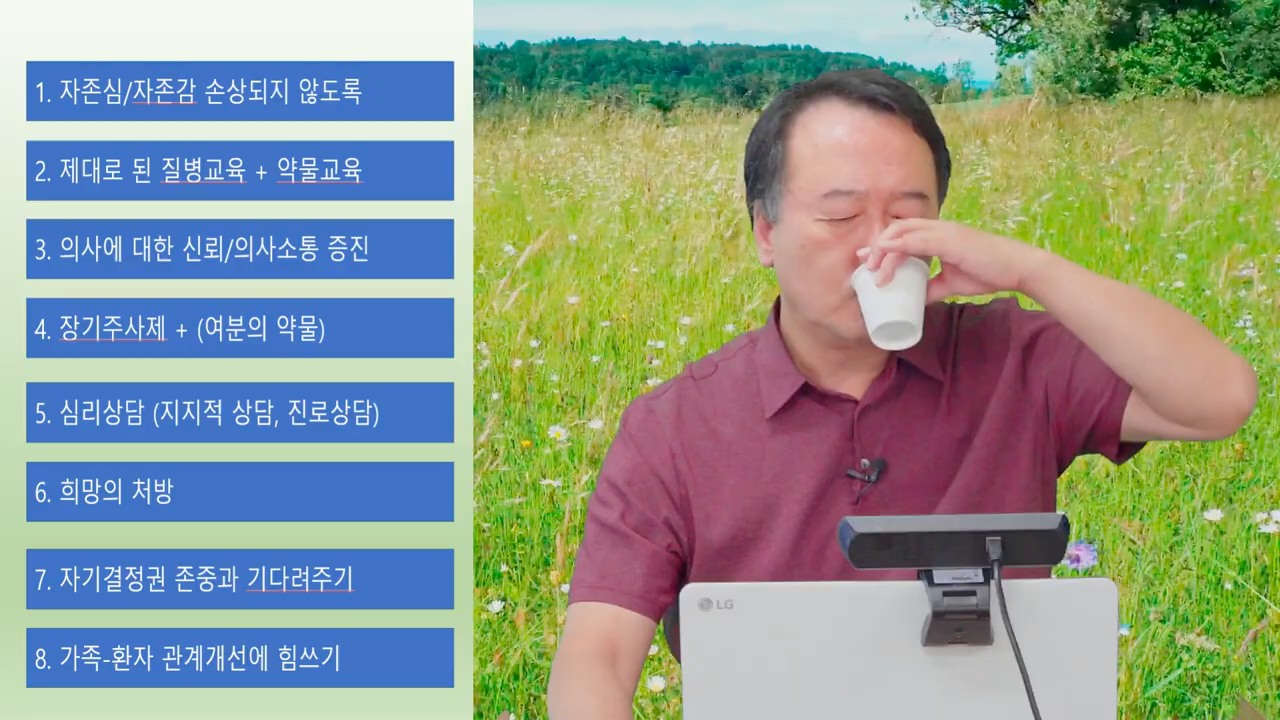 1. 자존심/자존감 손상되지 않도록
2. 제대로 된 질병교육 + 약물교육
3. 의사에 대한 신뢰/의사소통 증진
4. 장기주사제 + (여분의 약물)
5. 심리상담 (지지적 상담, 진로상담)
6. 희망의 처방
7. 자기결정권 존중과 기다려주기
8. 가족-환자 관계개선에 힘쓰기
LG